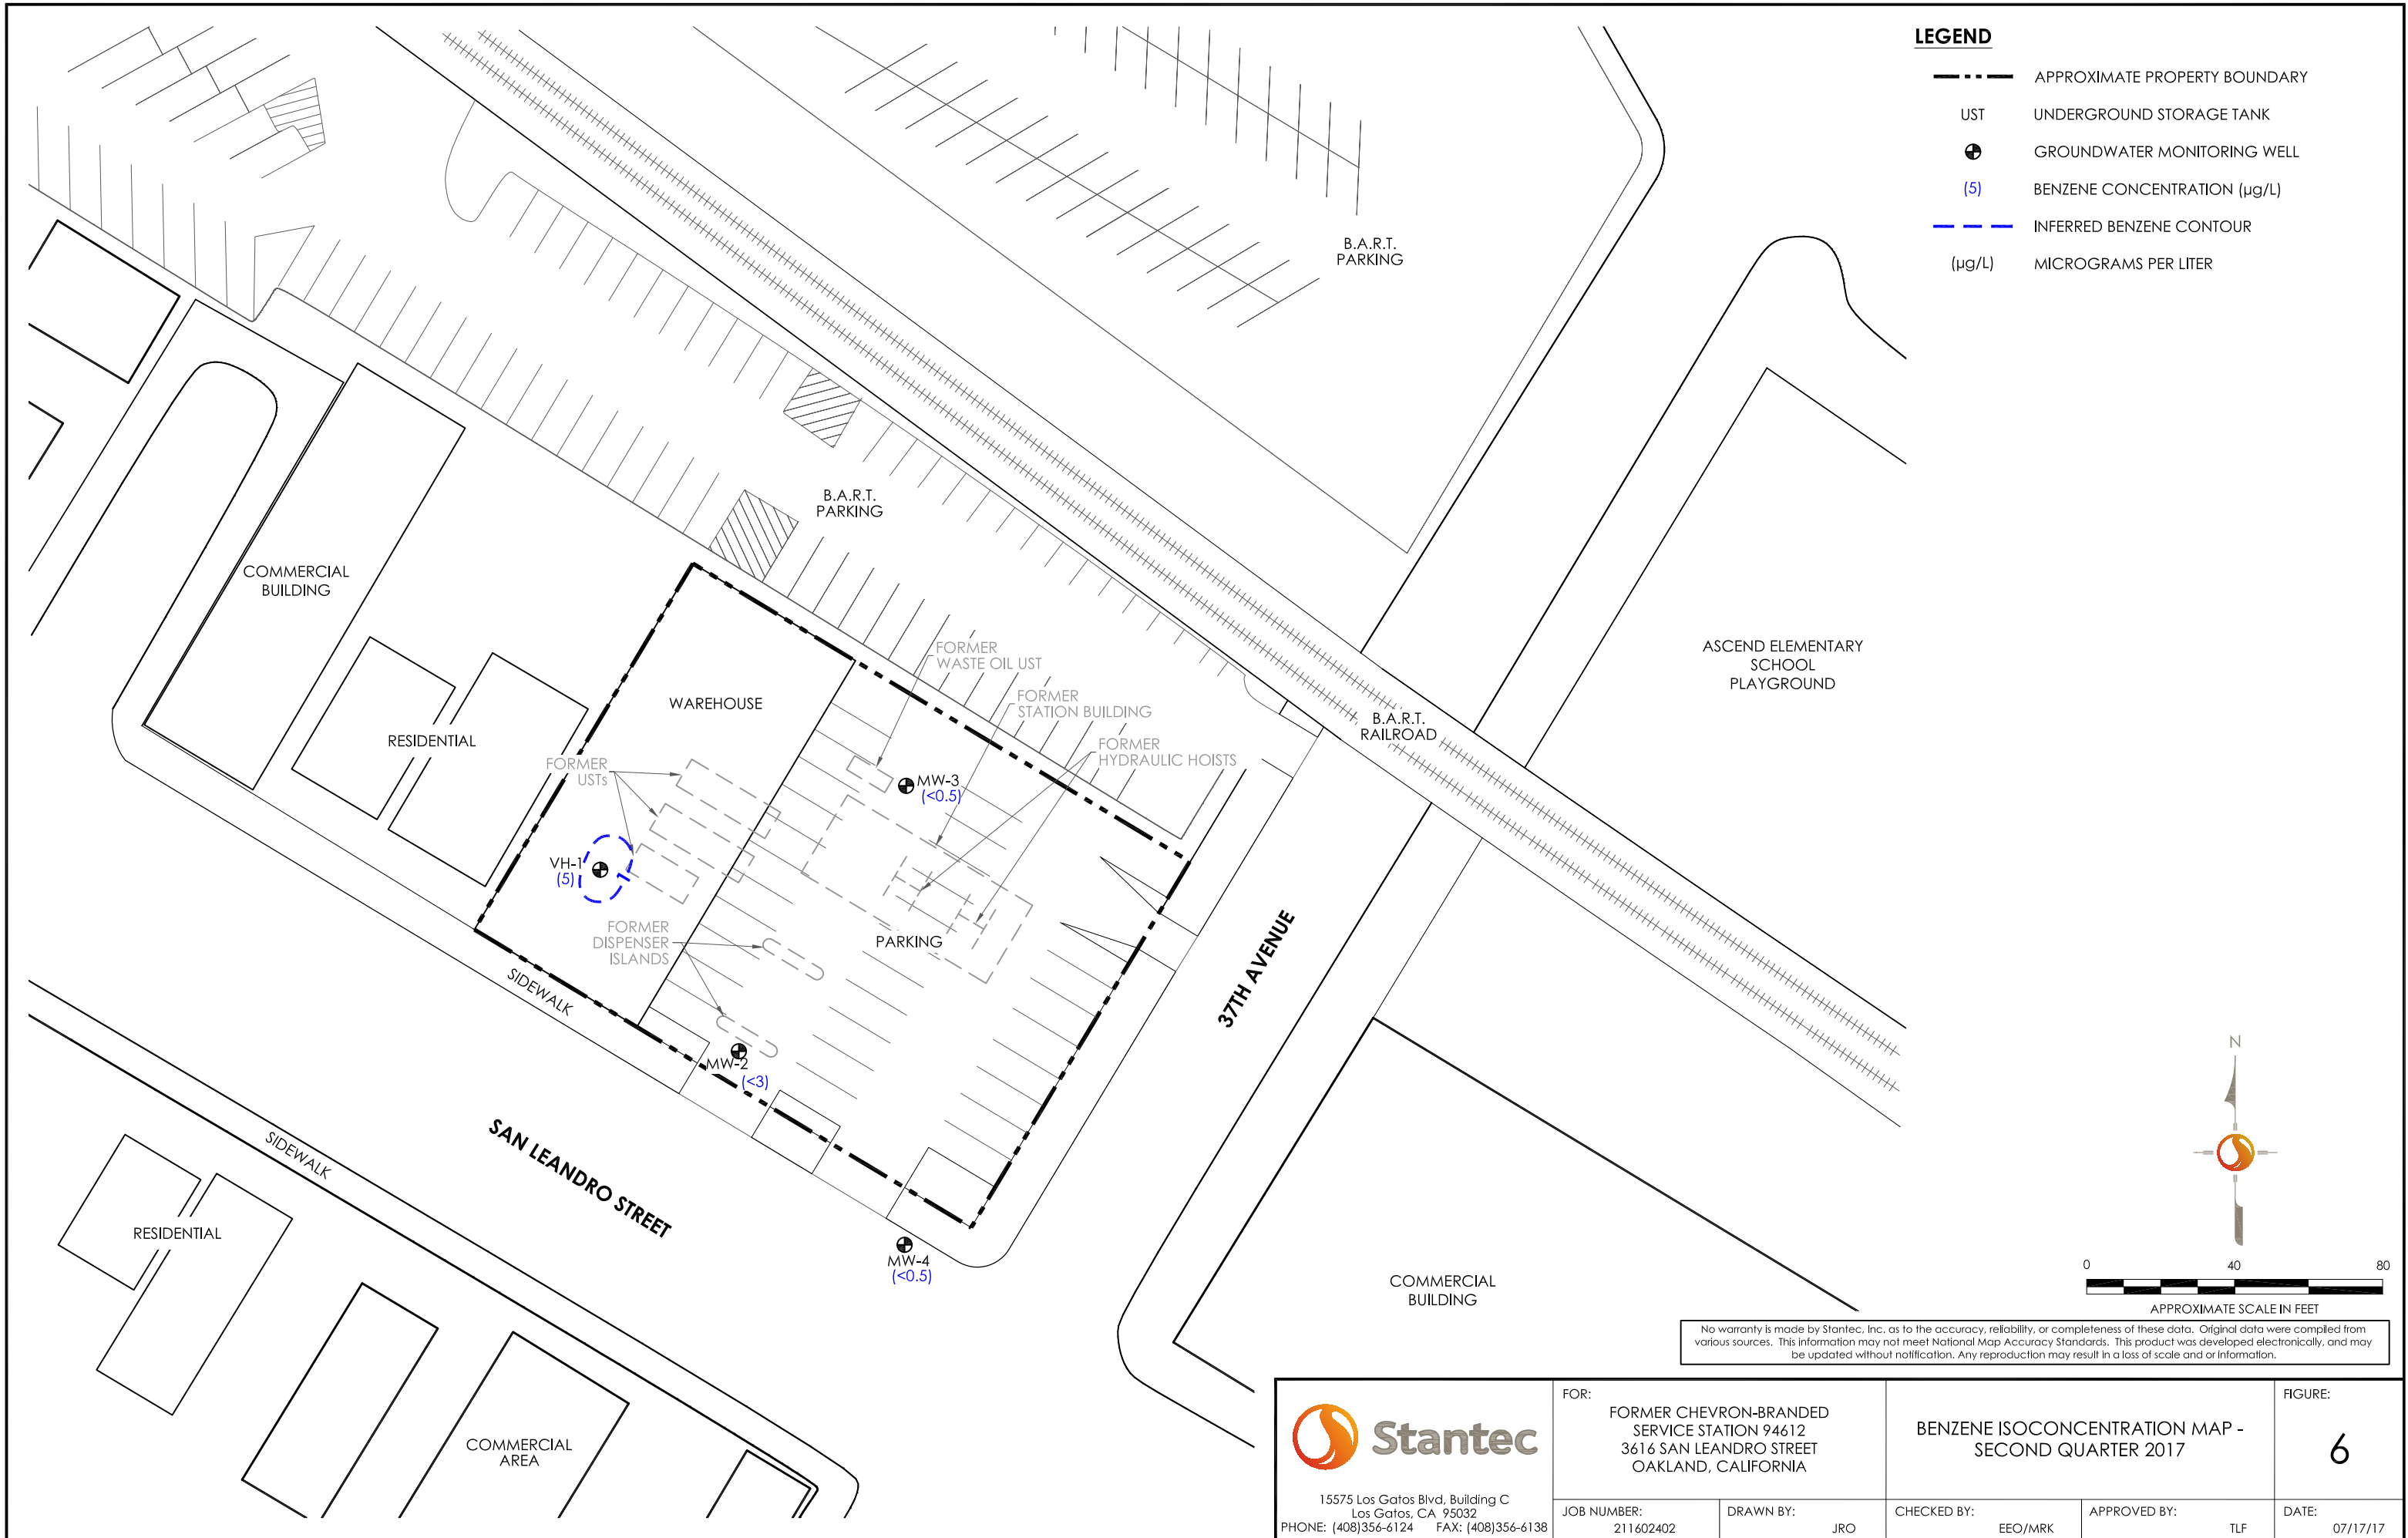 LEGEND
APPROXIMATE PROPERTY BOUNDARY
UST UNDERGROUND STORAGE TANK
GROUNDWATER MONITORING WELL
(5) BENZENE CONCENTRATION (µg/L)
INFERRED BENZENE CONTOUR
(µg/L) MICROGRAMS PER LITER
B.A.R.T.
PARKING
B.A.R.T.
PARKING
COMMERCIAL
BUILDING
RESIDENTIAL
WAREHOUSE
FORMER
WASTE OIL UST
FORMER
STATION BUILDING
FORMER
HYDRAULIC HOISTS
B.A.R.T.
RAILROAD
ASCEND ELEMENTARY
SCHOOL
PLAYGROUND
FORMER
USTs
MW-3
(<0.5)
VH-1
(5)
FORMER
DISPENSER
ISLANDS
PARKING
SIDEWALK
37TH AVENUE
MW-2
(<3)
SAN LEANDRO STREET
SIDEWALK
RESIDENTIAL
MW-4
(<0.5)
COMMERCIAL
BUILDING
COMMERCIAL
AREA
N
0 40 80
APPROXIMATE SCALE IN FEET
No warranty is made by Stantec, Inc. as to the accuracy, reliability, or completeness of these data. Original data were compiled from
various sources. This information may not meet National Map Accuracy Standards. This product was developed electronically, and may
be updated without notification. Any reproduction may result in a loss of scale and or information.
Stantec
15575 Los Gatos Blvd, Building C
Los Gatos, CA 95032
PHONE: (408)356-6124 FAX: (408)356-6138
FOR:
FORMER CHEVRON-BRANDED
SERVICE STATION 94612
3616 SAN LEANDRO STREET
OAKLAND, CALIFORNIA
BENZENE ISOCONCENTRATION MAP -
SECOND QUARTER 2017
FIGURE:
6
JOB NUMBER:
211602402
DRAWN BY:
JRO
CHECKED BY:
EEO/MRK
APPROVED BY:
TLF
DATE:
07/17/17